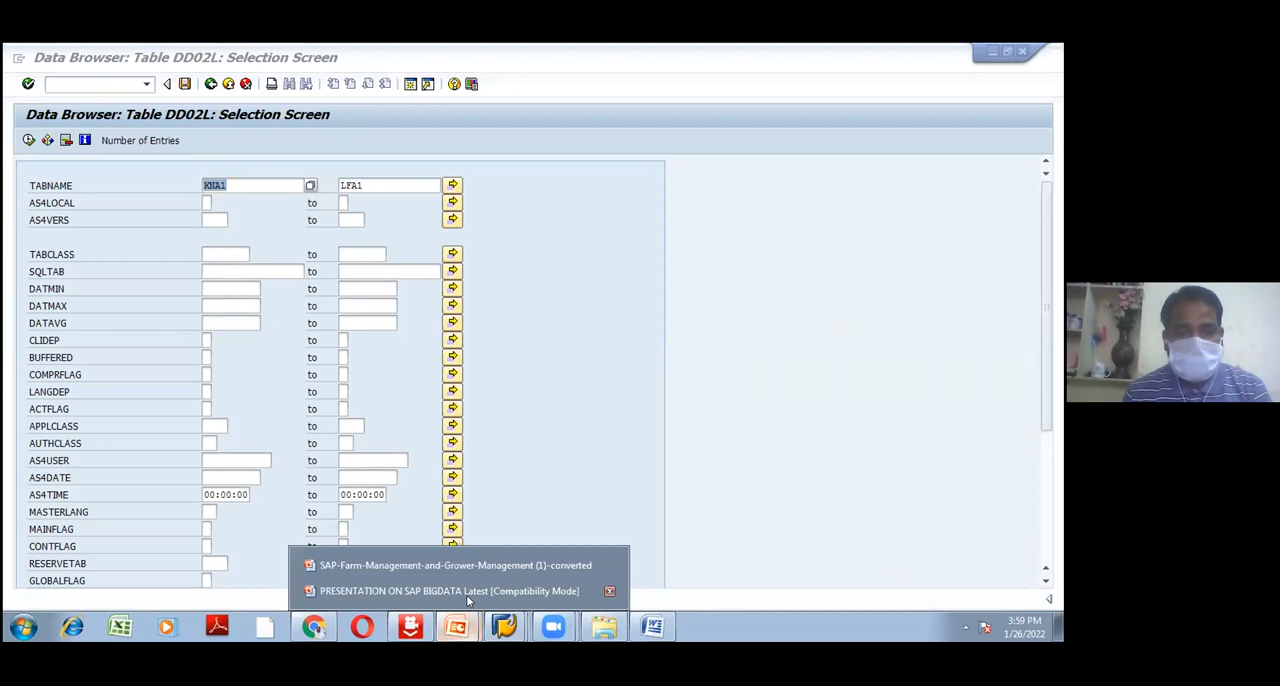 Data Browser: Table DD02L: Selection Screen
Data Browser: Table DD02L: Selection Screen
Number of Entries
TABNAME KNA1 LFA1
AS4LOCAL to
AS4VERS to
TABCLASS to
SQLTAB to
DATMIN to
DATMAX to
DATAVG to
CLIDEP to
BUFFERED to
COMPRFLAG to
LANGDEP to
ACTFLAG to
APPLCLASS to
AUTHCLASS to
AS4USER to
AS4DATE to
AS4TIME 00:00:00 to 00:00:00
MASTERLANG to
MAINFLAG to
CONTFLAG to
RESERVETAB
GLOBALFLAG
SAP-Farm-Management-and-Grower-Management (1)-converted
PRESENTATION ON SAP BIGDATA Latest [Compatibility Mode]
3:59 PM
1/26/2022